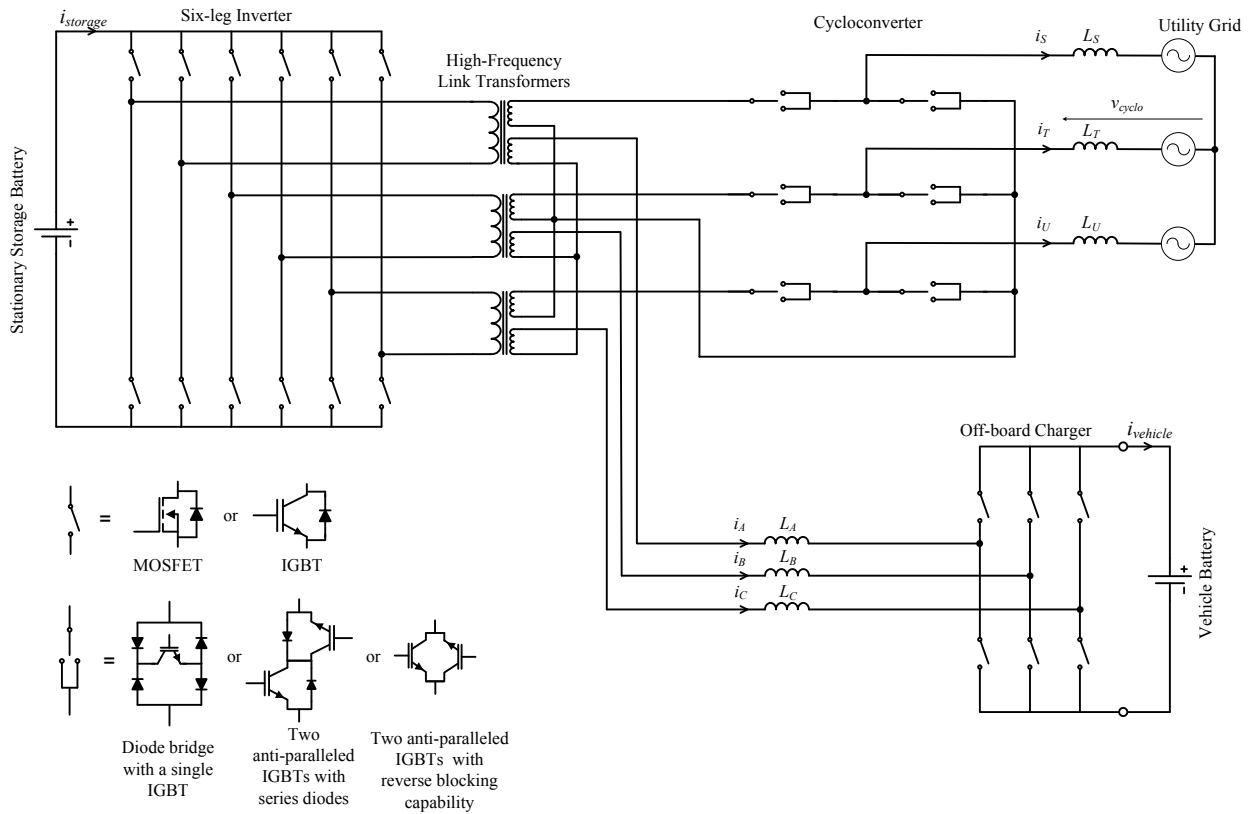 i_storage
Six-leg Inverter
Cycloconverter
Utility Grid
High-Frequency
Link Transformers
i_S
L_S
v_cyclo
i_T
L_T
i_U
L_U
Stationary Storage Battery
+
-
Off-board Charger
i_vehicle
i_A
L_A
i_B
L_B
i_C
L_C
+
-
Vehicle Battery
=
or
MOSFET
IGBT
=
or
or
Diode bridge
with a single
IGBT
Two
anti-paralleled
IGBTs with
series diodes
Two anti-paralleled
IGBTs with
reverse blocking
capability